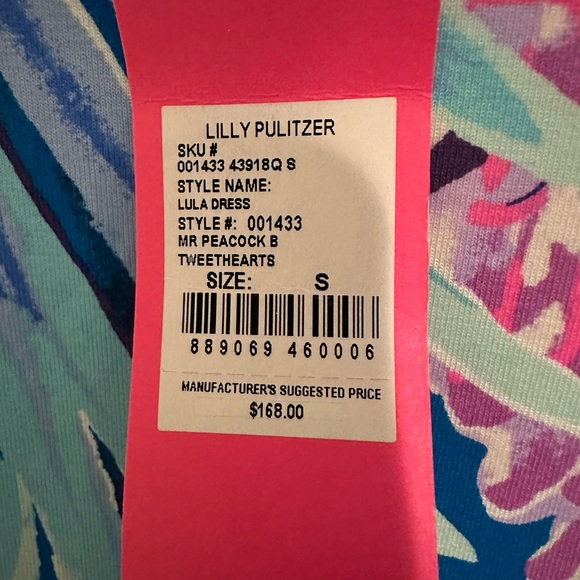 LILLY PULITZER
SKU #
001433 43918Q S
STYLE NAME:
LULA DRESS
STYLE #: 001433
MR PEACOCK B
TWEETHEARTS
SIZE: S
889069 460006
MANUFACTURER'S SUGGESTED PRICE
$168.00